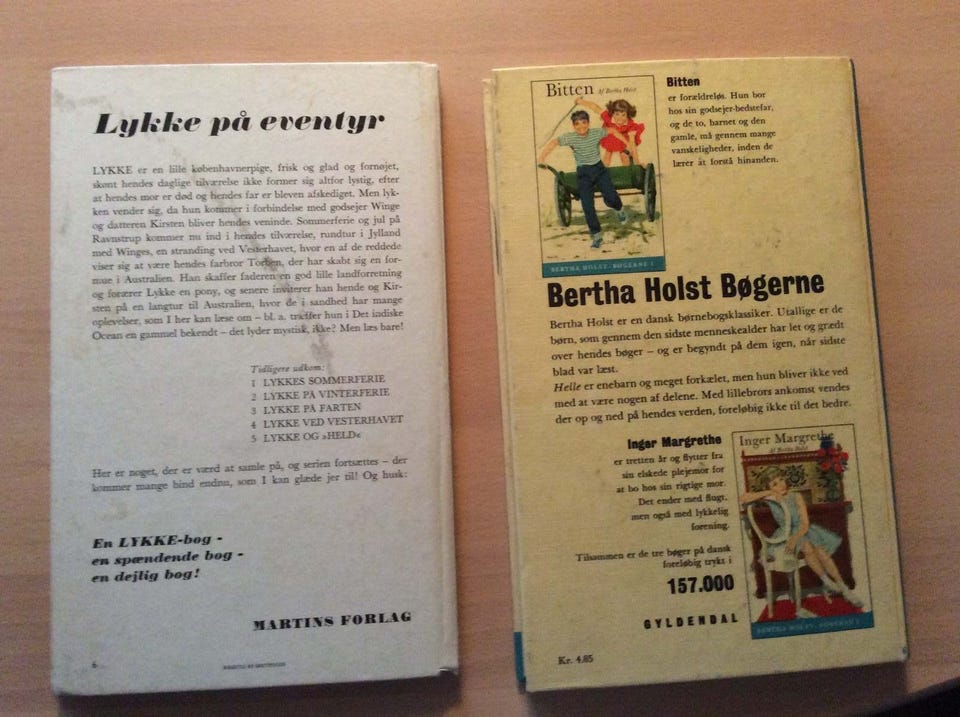 Lykke på eventyr
LYKKE er en lille københavnerpige, frisk og glad og fornøjet,
skønt hendes daglige tilværelse ikke former sig altfor lystig, efter
at hendes mor er død og hendes far er bleven afskediget. Men lyk-
ken vender sig, da hun kommer i forbindelse med godsejer Winge
og datteren Kirsten bliver hendes veninde. Sommerferie og jul på
Ravnstrup kommer nu ind i hendes tilværelse, rundtur i Jylland
med Winges, en stranding ved Vesterhavet, hvor en af de reddede
viser sig at være hendes farbror Torben, der har skabt sig en for-
mue i Australien. Han skaffer faderen en god lille landforretning
og forærer Lykke en pony, og senere inviterer han hende og Kir-
sten på en langtur til Australien, hvor de i sandhed har mange
oplevelser, som I her kan læse om – bl. a. træffer hun i Det indiske
Ocean en gammel bekendt – det lyder mystisk, ikke? Men læs bare!
Tidligere udkom:
1 LYKKES SOMMERFERIE
2 LYKKE PÅ VINTERFERIE
3 LYKKE PÅ FARTEN
4 LYKKE VED VESTERHAVET
5 LYKKE OG »HELD«
Her er noget, der er værd at samle på, og serien fortsættes – der
kommer mange bind endnu, som I kan glæde jer til! Og husk:
En LYKKE-bog -
en spændende bog -
en dejlig bog!
MARTINS FORLAG
6
Bitten
Af Bertha Holst
BERTHA HOLST-BØGERNE 1
Bitten
er forældreløs. Hun bor
hos sin godsejer-bedstefar,
og de to, barnet og den
gamle, må gennem mange
vanskeligheder, inden de
lærer at forstå hinanden.
Bertha Holst Bøgerne
Bertha Holst er en dansk børnebogsklassiker. Utallige er de
børn, som gennem den sidste menneskealder har let og grædt
over hendes bøger – og er begyndt på dem igen, når sidste
blad var læst.
Helle er enebarn og meget forkælet, men hun bliver ikke ved
med at være nogen af delene. Med lillebrors ankomst vendes
der op og ned på hendes verden, foreløbig ikke til det bedre.
Inger Margrethe
er tretten år og flytter fra
sin elskede plejemor for
at bo hos sin rigtige mor.
Det ender med flugt,
men også med lykkelig
forening.
Tilsammen er de tre bøger på dansk
foreløbig trykt i
157.000
GYLDENDAL
Inger Margrethe
Af Bertha Holst
BERTHA HOLST-BØGERNE
Kr. 4,85